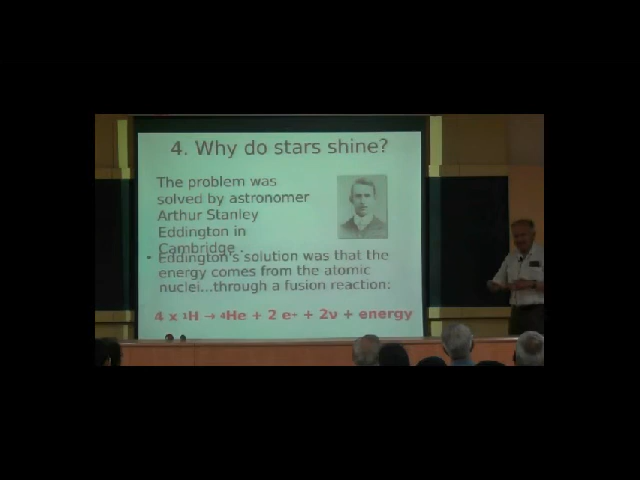 4. Why do stars shine?
The problem was
solved by astronomer
Arthur Stanley
Eddington in
Cambridge .
• Eddington's solution was that the
energy comes from the atomic
nuclei...through a fusion reaction:
4 x ¹H → ⁴He + 2 e⁺ + 2ν + energy